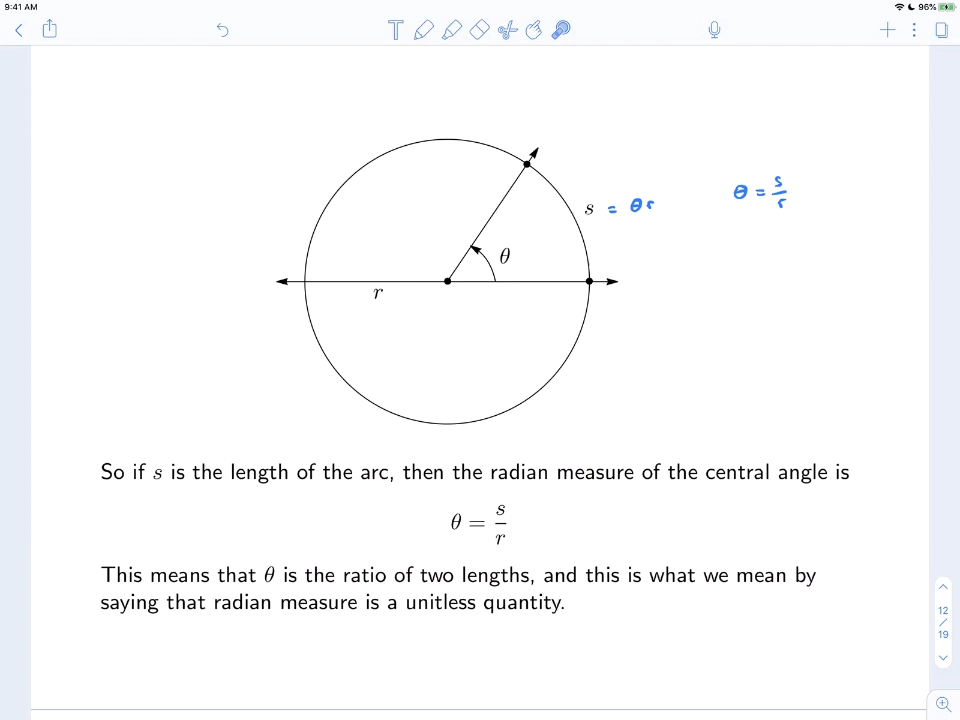 9:41 AM
96%
T
s = θr
θ = s/r
θ
r
So if s is the length of the arc, then the radian measure of the central angle is
θ = s/r
This means that θ is the ratio of two lengths, and this is what we mean by
saying that radian measure is a unitless quantity.
12
/
19